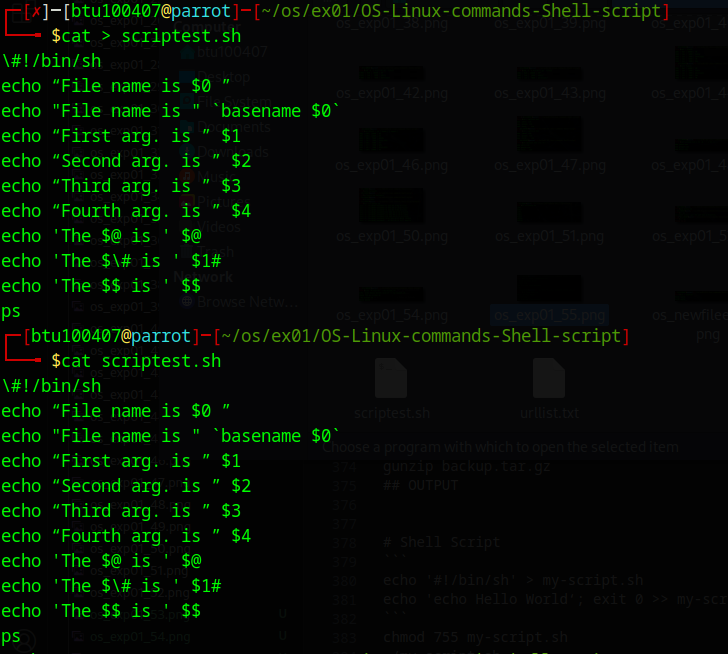 ┌─[✗]─[btu100407@parrot]─[~/os/ex01/OS-Linux-commands-Shell-script]
└──╼ $cat > scriptest.sh
\#!/bin/sh
echo “File name is $0 ”
echo "File name is " `basename $0`
echo “First arg. is ” $1
echo “Second arg. is ” $2
echo “Third arg. is ” $3
echo “Fourth arg. is ” $4
echo 'The $@ is ' $@
echo 'The $\# is ' $1#
echo 'The $$ is ' $$
ps
┌─[btu100407@parrot]─[~/os/ex01/OS-Linux-commands-Shell-script]
└──╼ $cat scriptest.sh
\#!/bin/sh
echo “File name is $0 ”
echo "File name is " `basename $0`
echo “First arg. is ” $1
echo “Second arg. is ” $2
echo “Third arg. is ” $3
echo “Fourth arg. is ” $4
echo 'The $@ is ' $@
echo 'The $\# is ' $1#
echo 'The $$ is ' $$
ps
os_exp01_42.png
os_exp01_43.png
os_exp01_46.png
os_exp01_47.png
os_exp01_50.png
os_exp01_51.png
os_exp01_54.png
os_exp01_55.png
scriptest.sh
urllist.txt
Choose a program with which to open the selected item
374
gunzip backup.tar.gz
375 ## OUTPUT
376
377
378 # Shell Script
379 ```
380 echo '#!/bin/sh' > my-script.sh
381 echo 'echo Hello World'; exit 0 >> my-scr
382 ```
383 chmod 755 my-script.sh